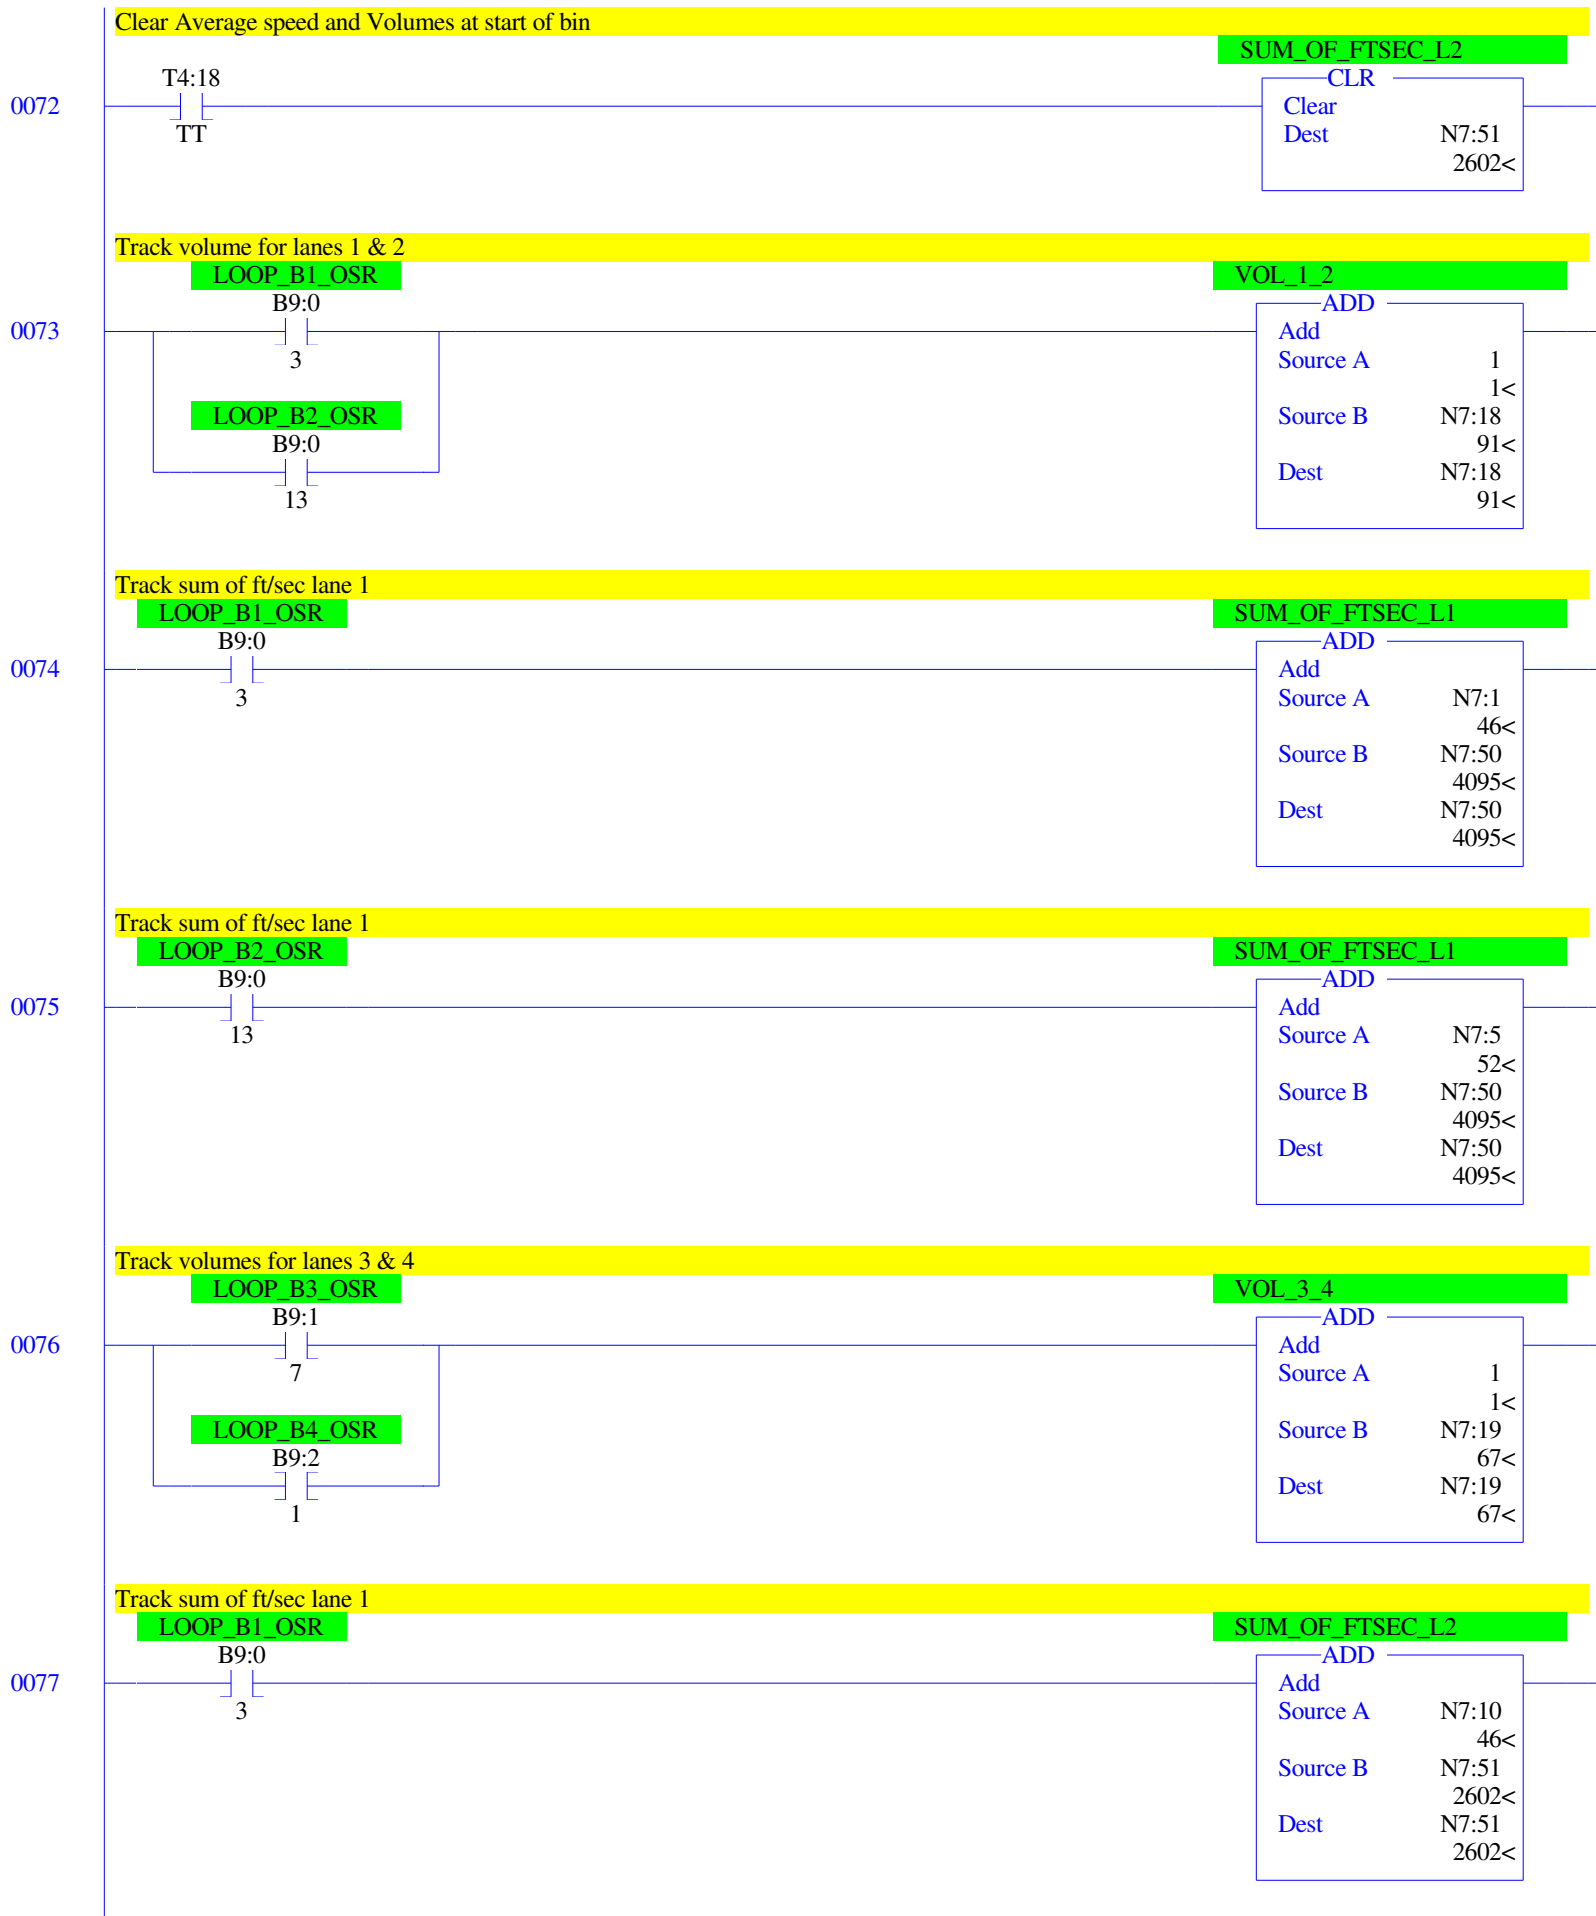 Clear Average speed and Volumes at start of bin
SUM_OF_FTSEC_L2
T4:18
CLR
0072
Clear
TT
Dest N7:51
2602<
Track volume for lanes 1 & 2
LOOP_B1_OSR VOL_1_2
B9:0 ADD
0073 Add
3 Source A 1
1<
LOOP_B2_OSR Source B N7:18
B9:0 91<
Dest N7:18
13 91<
Track sum of ft/sec lane 1
LOOP_B1_OSR SUM_OF_FTSEC_L1
B9:0 ADD
0074 Add
3 Source A N7:1
46<
Source B N7:50
4095<
Dest N7:50
4095<
Track sum of ft/sec lane 1
LOOP_B2_OSR SUM_OF_FTSEC_L1
B9:0 ADD
0075 Add
13 Source A N7:5
52<
Source B N7:50
4095<
Dest N7:50
4095<
Track volumes for lanes 3 & 4
LOOP_B3_OSR VOL_3_4
B9:1 ADD
0076 Add
7 Source A 1
1<
LOOP_B4_OSR Source B N7:19
B9:2 67<
Dest N7:19
1 67<
Track sum of ft/sec lane 1
LOOP_B1_OSR SUM_OF_FTSEC_L2
B9:0 ADD
0077 Add
3 Source A N7:10
46<
Source B N7:51
2602<
Dest N7:51
2602<